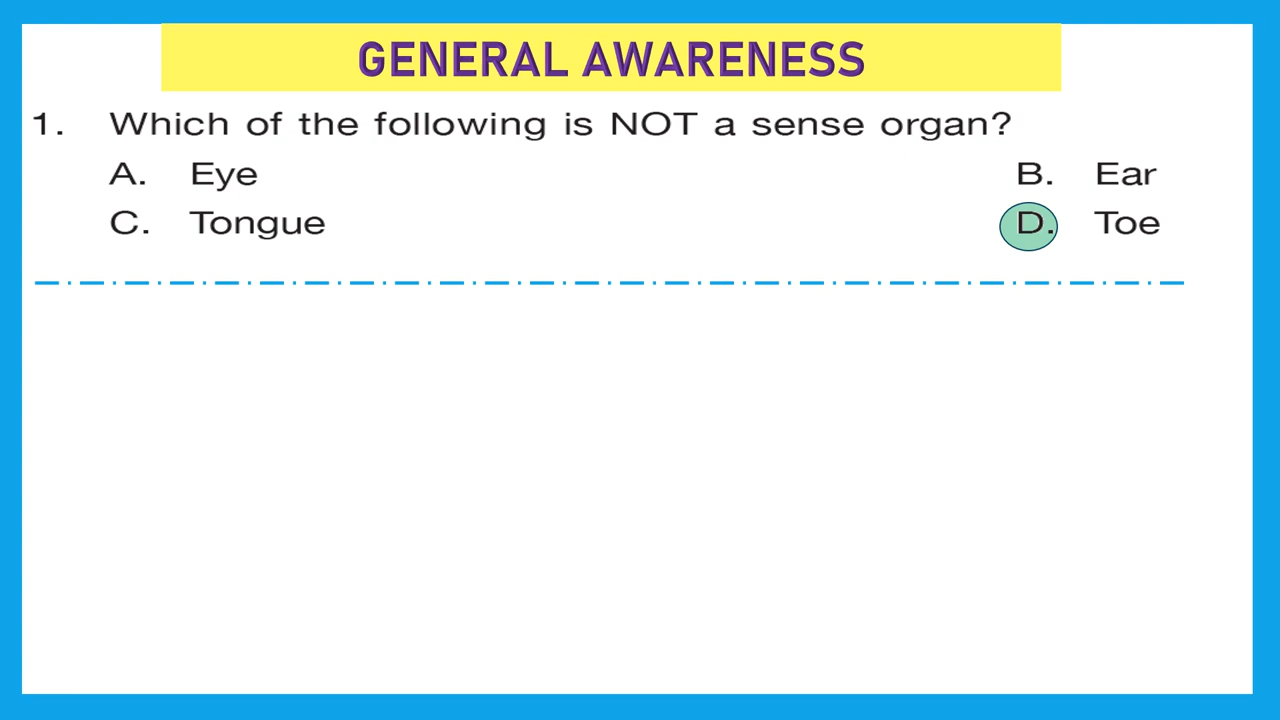 GENERAL AWARENESS
1. Which of the following is NOT a sense organ?
A. Eye B. Ear
C. Tongue D. Toe